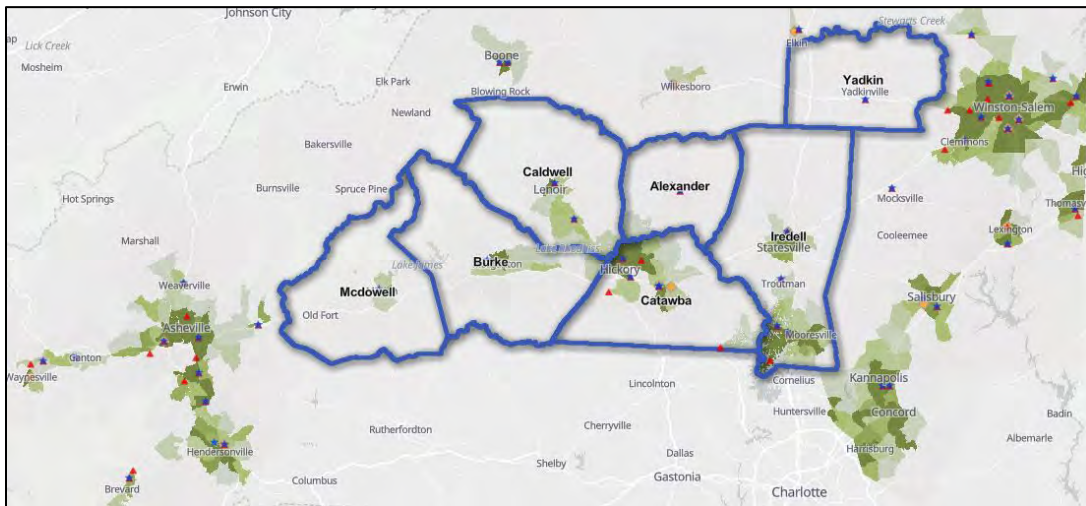 Johnson City
Stewarts Creek
Lick Creek
ap
Elkin
Boone
Mosheim
Elk Park
Erwin
Yadkin
Blowing Rock
Wilkesboro
Yadkinville
Newland
Winston-Salem
Bakersville
Clemmons
Caldwell
Hig
Burnsville
Spruce Pine
Lenoir
Alexander
Hot Springs
Mocksville
Thomasv
Marshall
Iredell
Cooleemee
Lexington
Statesville
Lake James
Burke
Hickory
Weaverville
Troutman
Mcdowell
Catawba
Salisbury
Old Fort
Asheville
Mooresville
Canton
Waynesville
Cornelius
Kannapolis
Lincolnton
Huntersville
Concord
Badin
Rutherfordton
Cherryville
Albemarle
Harrisburg
Hendersonville
Dallas
Shelby
Columbus
Gastonia
Brevard
Charlotte